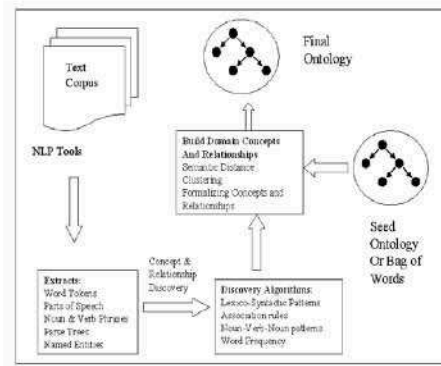 Text
Corpus
Final
Ontology
NLP Tools
Build Domain Concepts
And Relationships
Semantic Distance
Clustering
Formalizing Concepts and
Relationships
Seed
Ontology
Or Bag of
Words
Concept &
Relationship
Discovery
Extracts:
Word Tokens
Parts of Speech
Noun & Verb Phrases
Parse Trees
Named Entities
Discovery Algorithms:
Lexico-Syntactic Patterns
Association rules
Noun-Verb-Noun patterns
Word Frequency